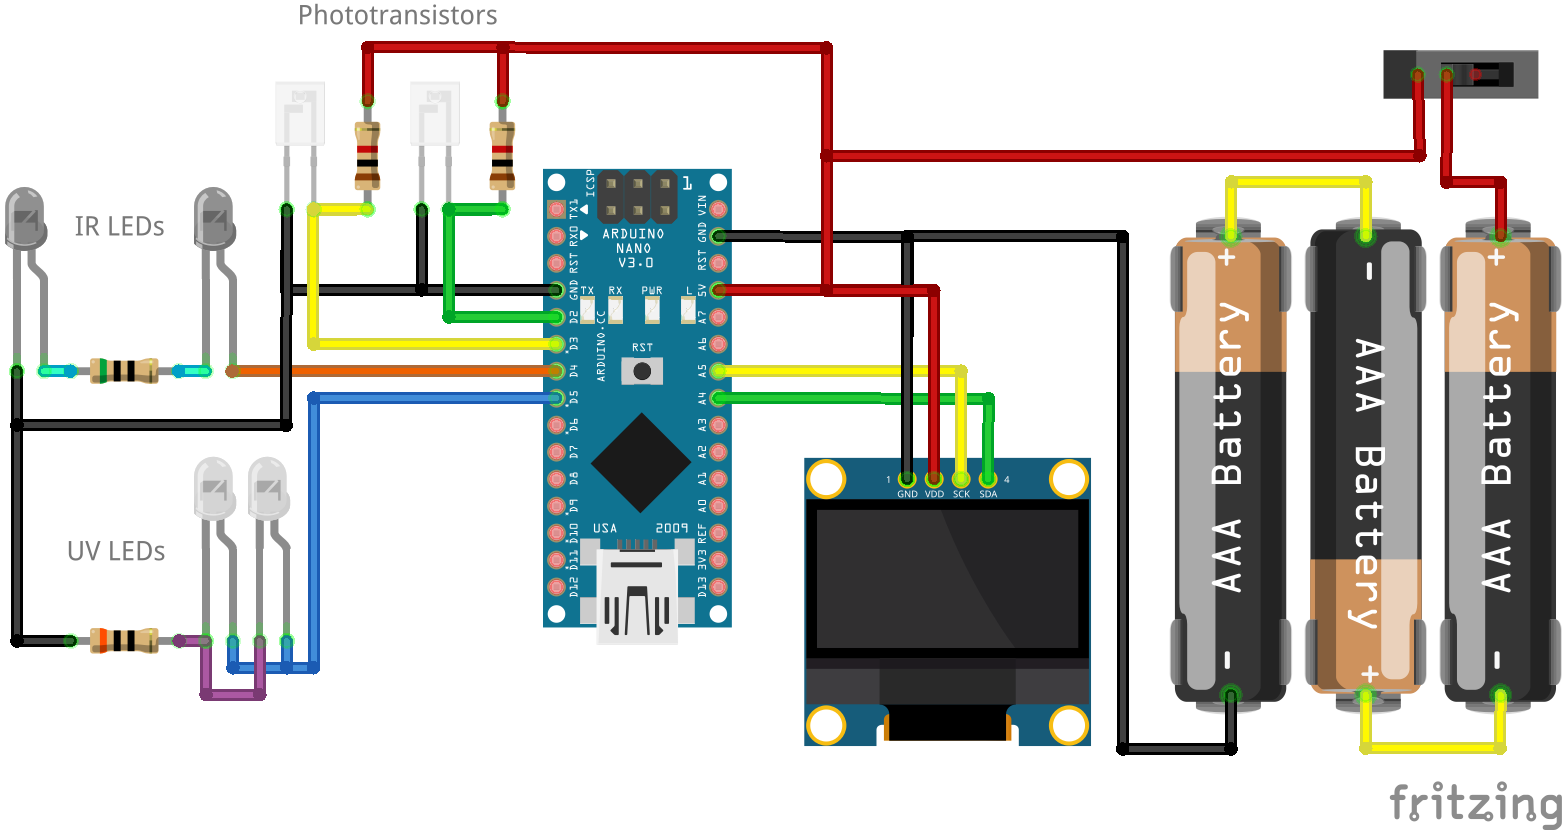 Phototransistors
IR LEDs
UV LEDs
ICSP
1
ARDUINO
NANO
V3.0
TX RX PWR L
RST
ARDUINO.CC
USA 2009
TX1
RX0
RST
GND
D2
D3
D4
D5
D6
D7
D8
D9
D10
D11
D12
VIN
GND
RST
5V
A7
A6
A5
A4
A3
A2
A1
A0
REF
3V3
D13
1 4
GND VDD SCK SDA
- AAA Battery +
- AAA Battery +
- AAA Battery +
fritzing